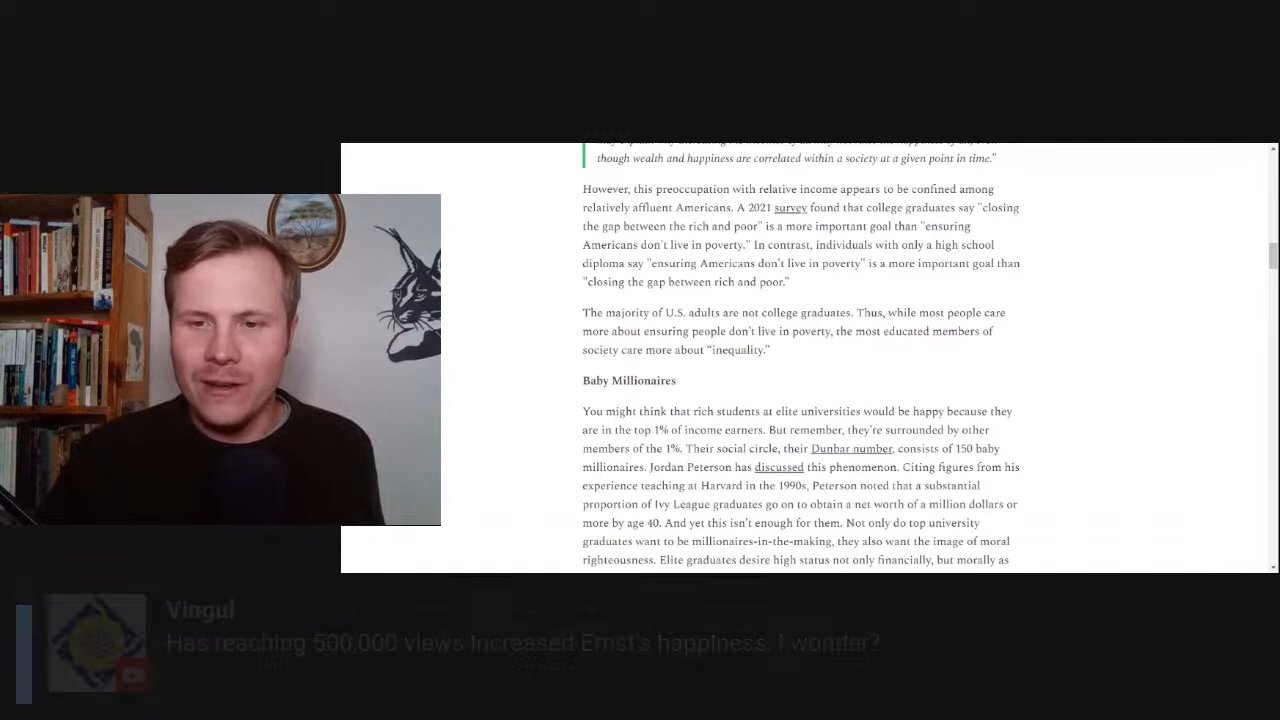 though wealth and happiness are correlated within a society at a given point in time."
However, this preoccupation with relative income appears to be confined among
relatively affluent Americans. A 2021 survey found that college graduates say "closing
the gap between the rich and poor" is a more important goal than "ensuring
Americans don't live in poverty." In contrast, individuals with only a high school
diploma say "ensuring Americans don't live in poverty" is a more important goal than
"closing the gap between rich and poor."
The majority of U.S. adults are not college graduates. Thus, while most people care
more about ensuring people don't live in poverty, the most educated members of
society care more about “inequality.”
Baby Millionaires
You might think that rich students at elite universities would be happy because they
are in the top 1% of income earners. But remember, they're surrounded by other
members of the 1%. Their social circle, their Dunbar number, consists of 150 baby
millionaires. Jordan Peterson has discussed this phenomenon. Citing figures from his
experience teaching at Harvard in the 1990s, Peterson noted that a substantial
proportion of Ivy League graduates go on to obtain a net worth of a million dollars or
more by age 40. And yet this isn't enough for them. Not only do top university
graduates want to be millionaires-in-the-making, they also want the image of moral
righteousness. Elite graduates desire high status not only financially, but morally as
Vingul
Has reaching 500,000 views increased Ernst's happiness, I wonder?